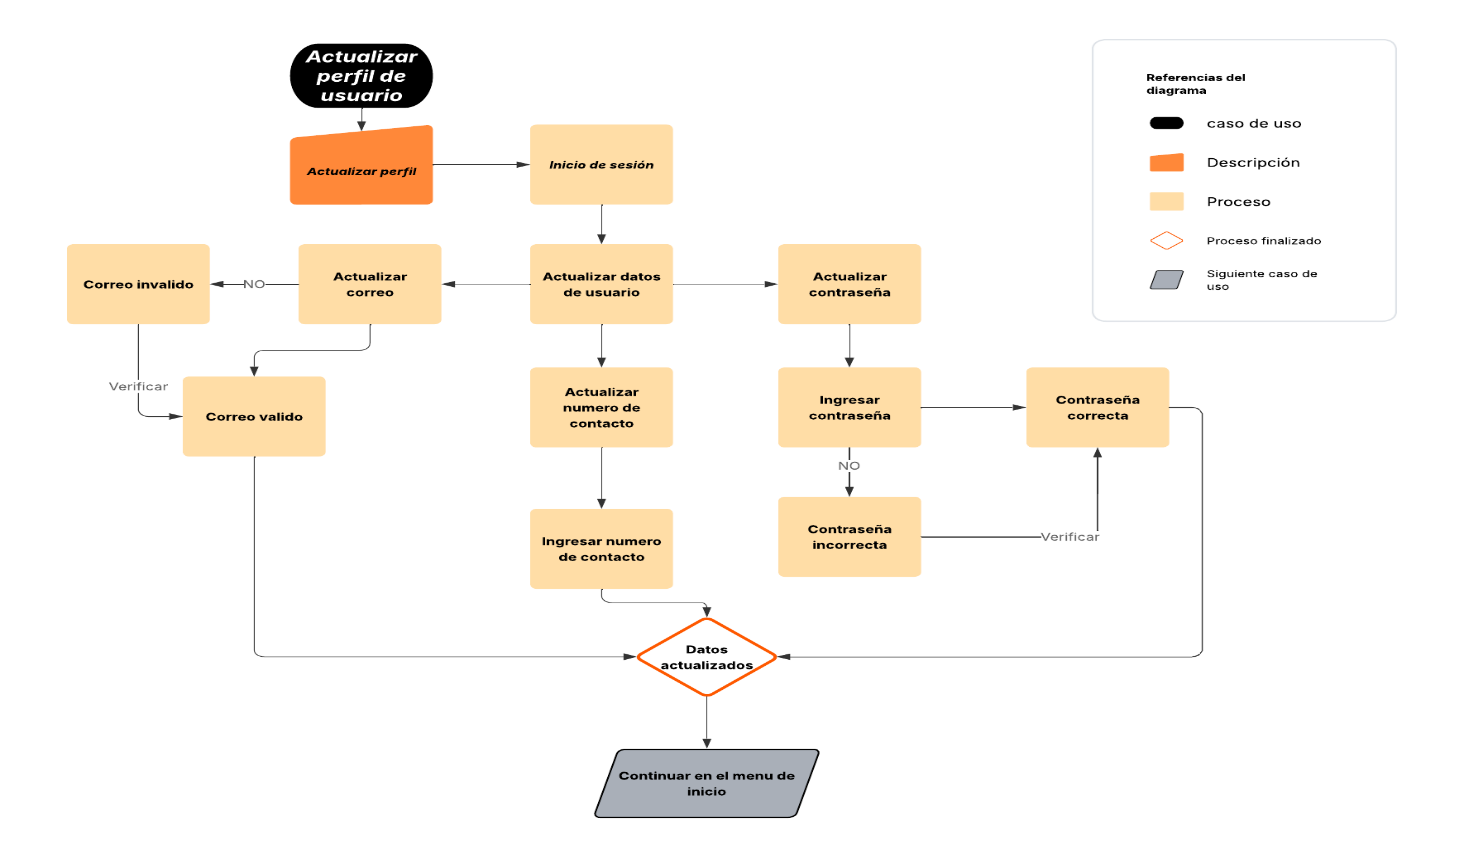 Actualizar
perfil de
usuario
Referencias del
diagrama
caso de uso
Descripción
Proceso
Proceso finalizado
Siguiente caso de
uso
Actualizar perfil
Inicio de sesión
Correo invalido
NO
Actualizar
correo
Actualizar datos
de usuario
Actualizar
contraseña
Verificar
Correo valido
Actualizar
numero de
contacto
Ingresar
contraseña
Contraseña
correcta
NO
Ingresar numero
de contacto
Contraseña
incorrecta
Verificar
Datos
actualizados
Continuar en el menu de
inicio